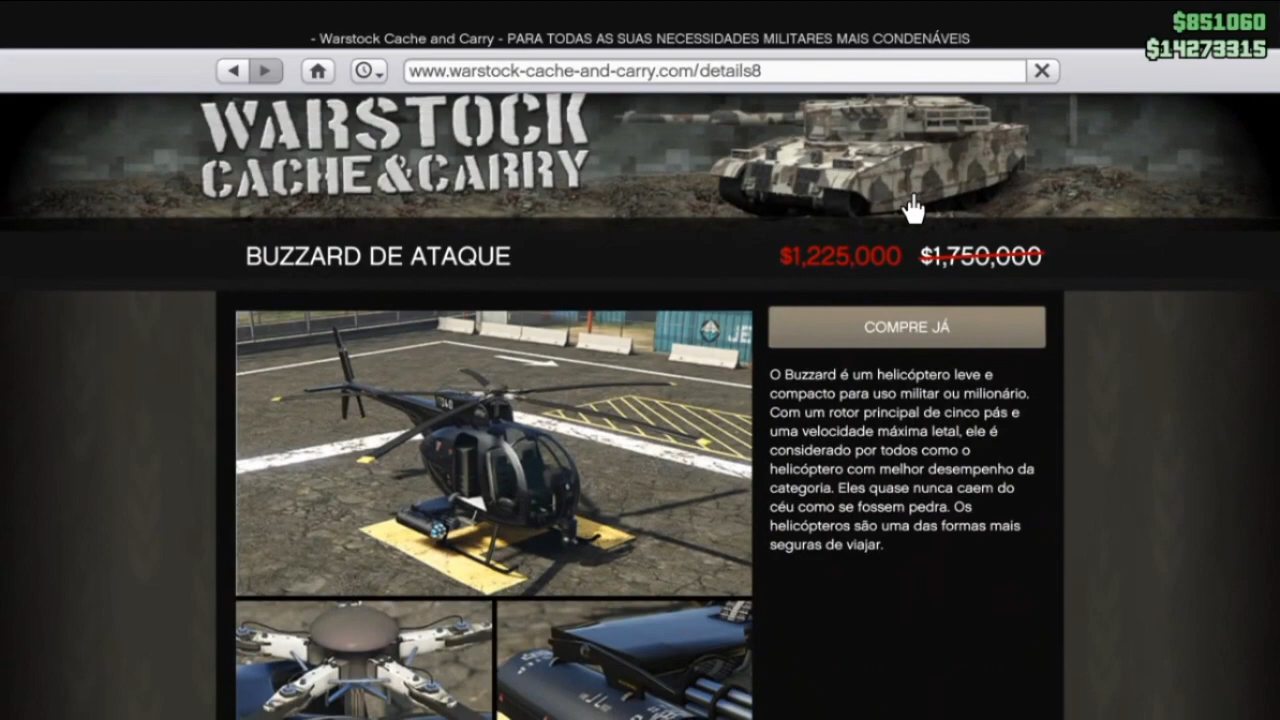 $851060
- Warstock Cache and Carry - PARA TODAS AS SUAS NECESSIDADES MILITARES MAIS CONDENÁVEIS
$14273315
www.warstock-cache-and-carry.com/details8
WARSTOCK
CACHE&CARRY
BUZZARD DE ATAQUE
$1,225,000 $1,750,000
COMPRE JÁ
O Buzzard é um helicóptero leve e
compacto para uso militar ou milionário.
Com um rotor principal de cinco pás e
uma velocidade máxima letal, ele é
considerado por todos como o
helicóptero com melhor desempenho da
categoria. Eles quase nunca caem do
céu como se fossem pedra. Os
helicópteros são uma das formas mais
seguras de viajar.
JE